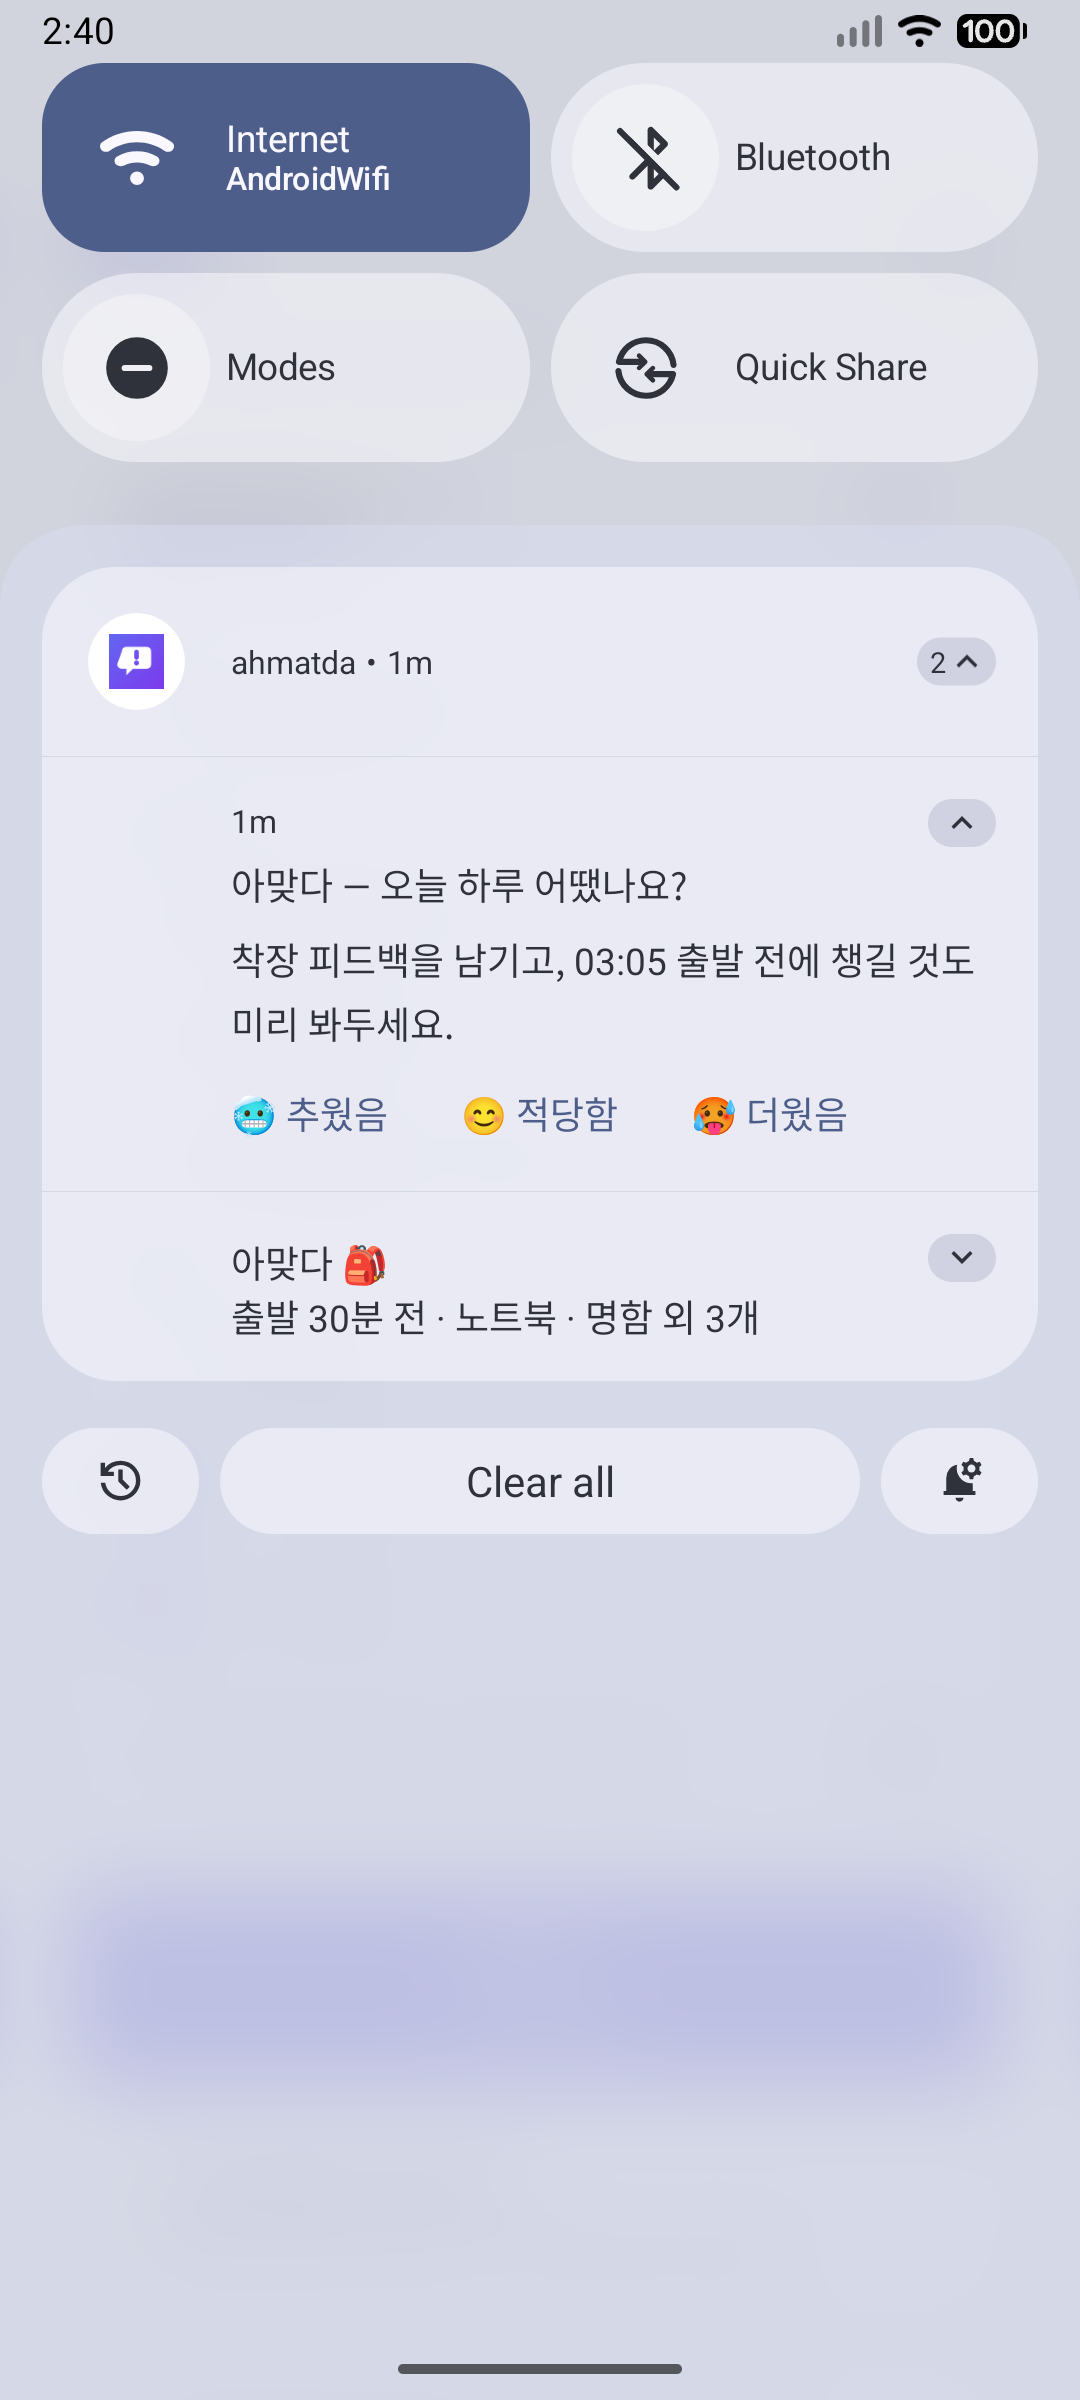 2:40
100
Internet
AndroidWifi
Bluetooth
Modes
Quick Share
ahmatda • 1m
2
1m
아맞다 — 오늘 하루 어땠나요?
착장 피드백을 남기고, 03:05 출발 전에 챙길 것도
미리 봐두세요.
🥶 추웠음 😊 적당함 🥵 더웠음
아맞다 🎒
출발 30분 전 · 노트북 · 명함 외 3개
Clear all